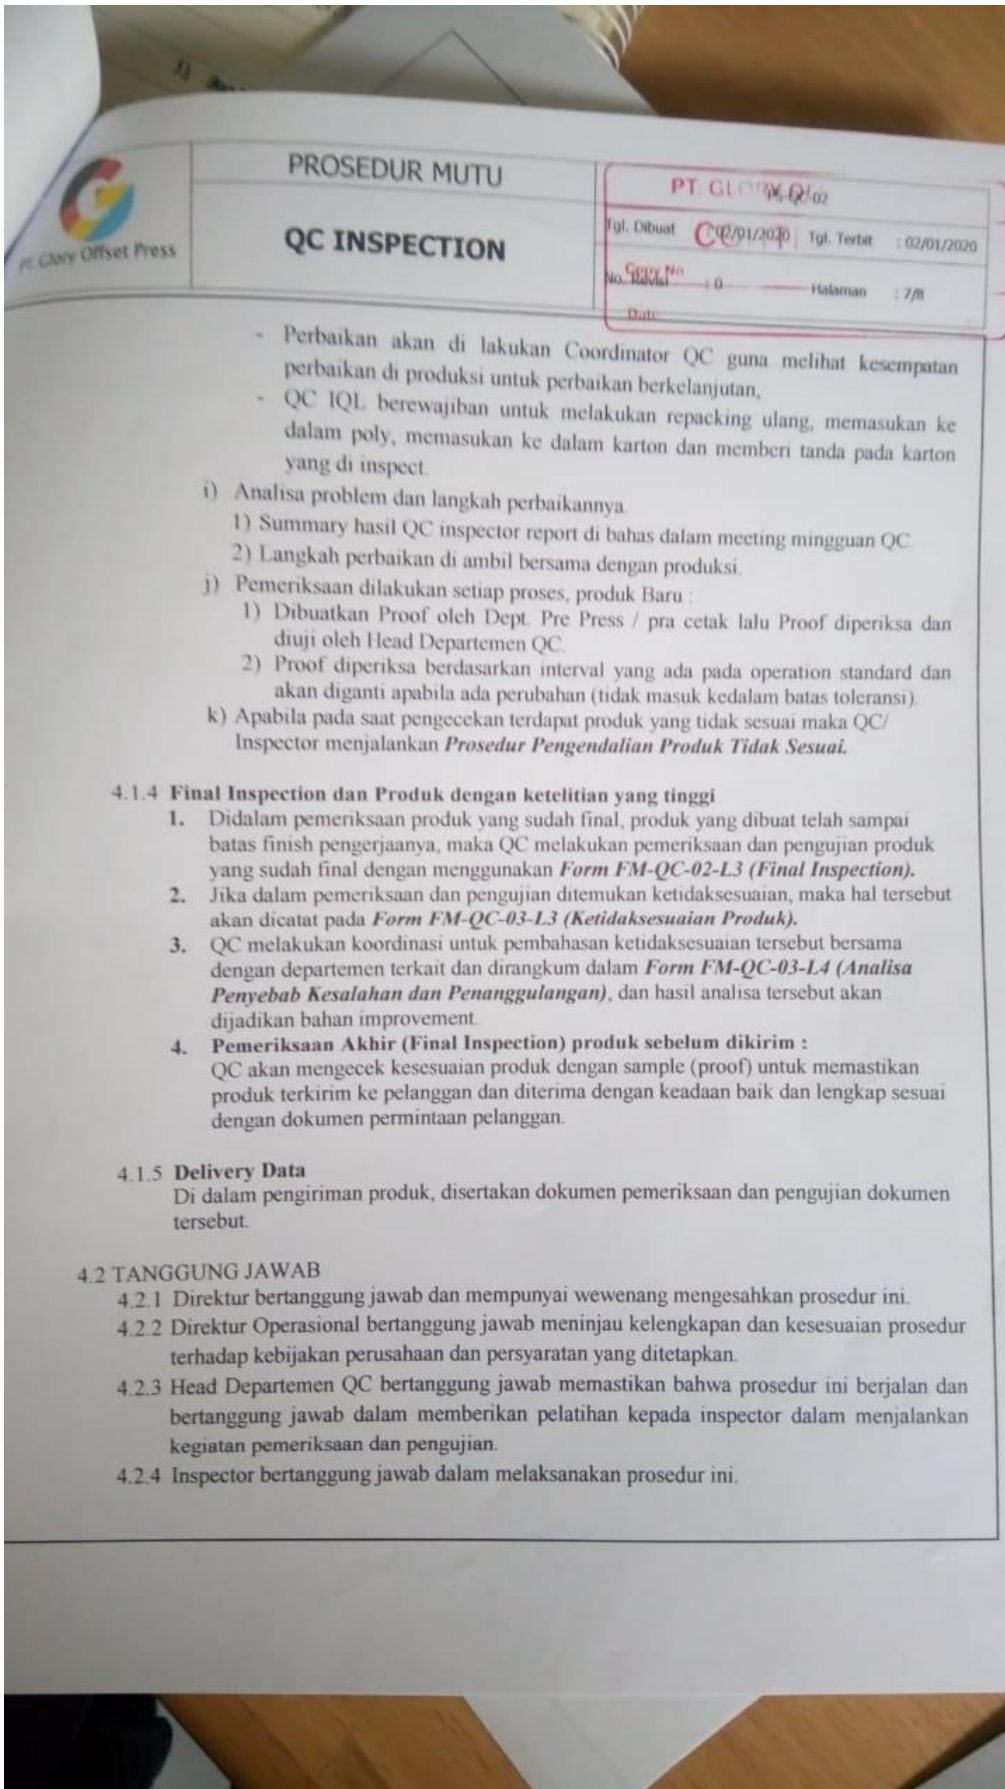 PT. Glory Offset Press
PROSEDUR MUTU
QC INSPECTION
PT. GLORY
02
Tgl. Dibuat : 02/01/2020 Tgl. Terbit : 02/01/2020
Copy No
No. Revisi : 0 Halaman : 7/8
Date
- Perbaikan akan di lakukan Coordinator QC guna melihat kesempatan
perbaikan di produksi untuk perbaikan berkelanjutan,
- QC IQL berewajiban untuk melakukan repacking ulang, memasukan ke
dalam poly, memasukan ke dalam karton dan memberi tanda pada karton
yang di inspect.
i) Analisa problem dan langkah perbaikannya.
1) Summary hasil QC inspector report di bahas dalam meeting mingguan QC.
2) Langkah perbaikan di ambil bersama dengan produksi.
j) Pemeriksaan dilakukan setiap proses, produk Baru :
1) Dibuatkan Proof oleh Dept. Pre Press / pra cetak lalu Proof diperiksa dan
diuji oleh Head Departemen QC.
2) Proof diperiksa berdasarkan interval yang ada pada operation standard dan
akan diganti apabila ada perubahan (tidak masuk kedalam batas toleransi).
k) Apabila pada saat pengecekan terdapat produk yang tidak sesuai maka QC/
Inspector menjalankan Prosedur Pengendalian Produk Tidak Sesuai.
4.1.4 Final Inspection dan Produk dengan ketelitian yang tinggi
1. Didalam pemeriksaan produk yang sudah final, produk yang dibuat telah sampai
batas finish pengerjaanya, maka QC melakukan pemeriksaan dan pengujian produk
yang sudah final dengan menggunakan Form FM-QC-02-L3 (Final Inspection).
2. Jika dalam pemeriksaan dan pengujian ditemukan ketidaksesuaian, maka hal tersebut
akan dicatat pada Form FM-QC-03-L3 (Ketidaksesuaian Produk).
3. QC melakukan koordinasi untuk pembahasan ketidaksesuaian tersebut bersama
dengan departemen terkait dan dirangkum dalam Form FM-QC-03-L4 (Analisa
Penyebab Kesalahan dan Penanggulangan), dan hasil analisa tersebut akan
dijadikan bahan improvement.
4. Pemeriksaan Akhir (Final Inspection) produk sebelum dikirim :
QC akan mengecek kesesuaian produk dengan sample (proof) untuk memastikan
produk terkirim ke pelanggan dan diterima dengan keadaan baik dan lengkap sesuai
dengan dokumen permintaan pelanggan.
4.1.5 Delivery Data
Di dalam pengiriman produk, disertakan dokumen pemeriksaan dan pengujian dokumen
tersebut.
4.2 TANGGUNG JAWAB
4.2.1 Direktur bertanggung jawab dan mempunyai wewenang mengesahkan prosedur ini.
4.2.2 Direktur Operasional bertanggung jawab meninjau kelengkapan dan kesesuaian prosedur
terhadap kebijakan perusahaan dan persyaratan yang ditetapkan.
4.2.3 Head Departemen QC bertanggung jawab memastikan bahwa prosedur ini berjalan dan
bertanggung jawab dalam memberikan pelatihan kepada inspector dalam menjalankan
kegiatan pemeriksaan dan pengujian.
4.2.4 Inspector bertanggung jawab dalam melaksanakan prosedur ini.